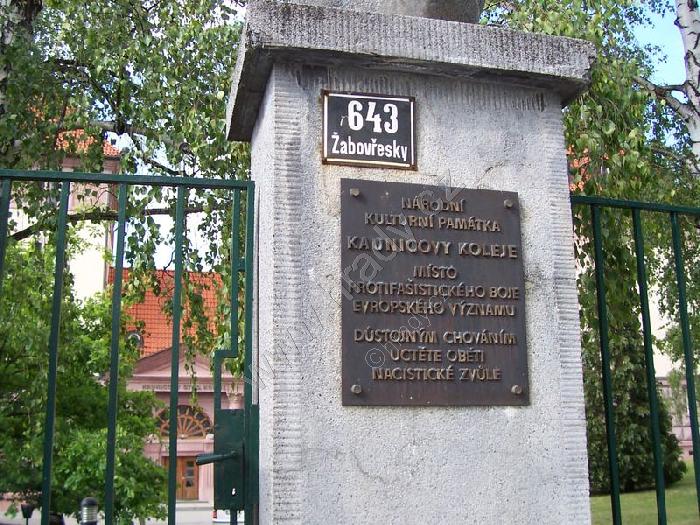 643
Žabovřesky
NÁRODNÍ
KULTURNÍ PAMÁTKA
KAUNICOVY KOLEJE
MÍSTO
PROTIFAŠISTICKÉHO BOJE
EVROPSKÉHO VÝZNAMU
DŮSTOJNÝM CHOVÁNÍM
UCTĚTE OBĚTI
NACISTICKÉ ZVŮLE